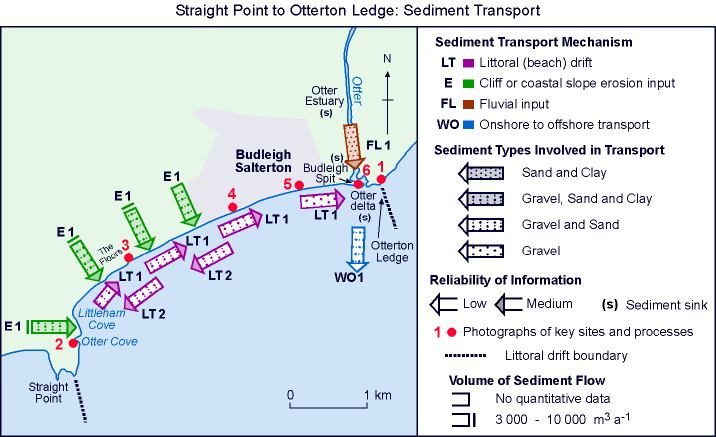 Straight Point to Otterton Ledge: Sediment Transport
N
Otter
Otter
Estuary
(s)
FL 1
(s)
Budleigh
Salterton
Budleigh
Spit
6
1
5
4
Otter
delta
(s)
Otterton
Ledge
E1
E1
E1
E1
The
Floors
3
LT 1
LT 1
LT 1
LT 1
LT 2
LT 2
WO1
Littleham
Cove
2
Otter Cove
Straight
Point
0
1 km
Sediment Transport Mechanism
LT Littoral (beach) drift
E Cliff or coastal slope erosion input
FL Fluvial input
WO Onshore to offshore transport
Sediment Types Involved in Transport
Sand and Clay
Gravel, Sand and Clay
Gravel and Sand
Gravel
Reliability of Information
Low Medium (s) Sediment sink
1 Photographs of key sites and processes
Littoral drift boundary
Volume of Sediment Flow
No quantitative data
3 000 - 10 000 m³ a⁻¹